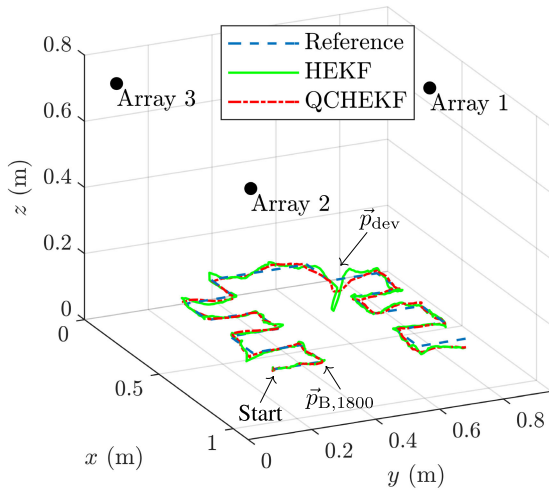 0.8
0.6
0.4
0.2
0
z (m)
Reference
HEKF
QCHEKF
Array 3
Array 1
Array 2
p⃗dev
Start
p⃗B,1800
0
0.5
1
x (m)
0
0.2
0.4
0.6
0.8
y (m)